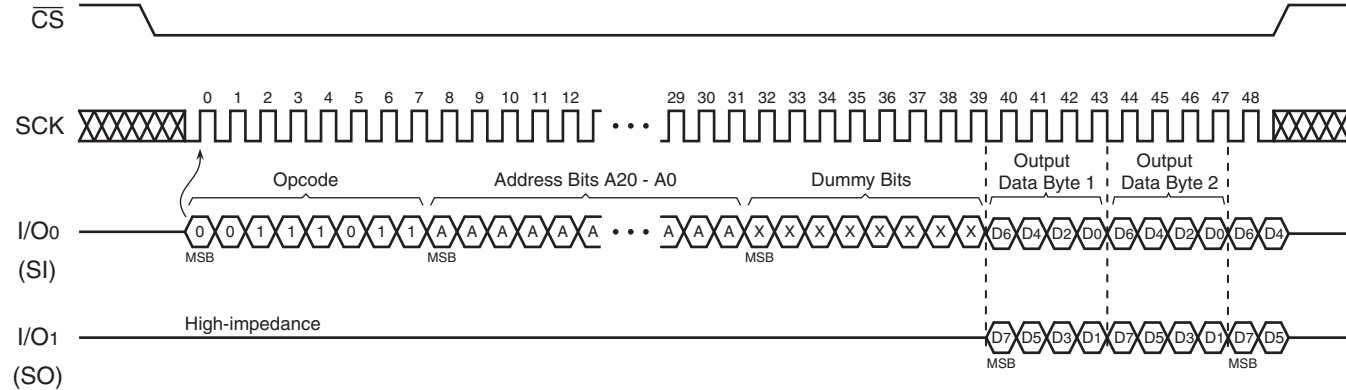 CS
SCK
0 1 2 3 4 5 6 7 8 9 10 11 12 29 30 31 32 33 34 35 36 37 38 39 40 41 42 43 44 45 46 47 48
Opcode
Address Bits A20 - A0
Dummy Bits
Output
Data Byte 1
Output
Data Byte 2
I/O0
(SI)
0 0 1 1 1 0 1 1 A A A A A A A A A X X X X X X X X D6 D4 D2 D0 D6 D4 D2 D0 D6 D4
MSB MSB MSB
I/O1
(SO)
High-impedance
D7 D5 D3 D1 D7 D5 D3 D1 D7 D5
MSB MSB